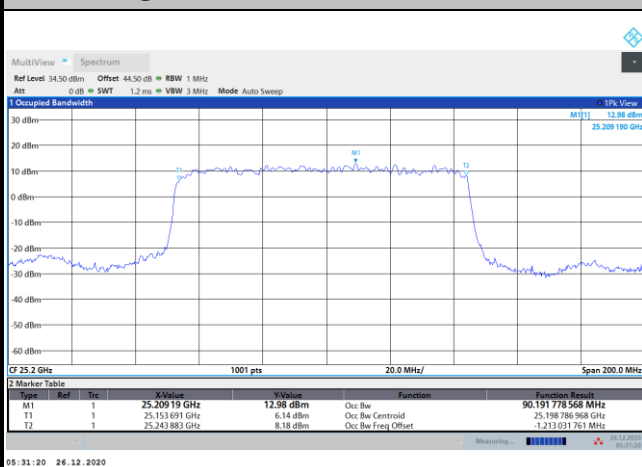 MultiView Spectrum
Ref Level 34.50 dBm Offset 44.50 dB RBW 1 MHz
Att 0 dB SWT 1.2 ms VBW 3 MHz Mode Auto Sweep
1 Occupied Bandwidth 1Pk View
M1[1] 12.98 dBm
25.209 190 GHz
30 dBm
20 dBm
M1
T1
T2
10 dBm
0 dBm
-10 dBm
-20 dBm
-30 dBm
-40 dBm
-50 dBm
-60 dBm
CF 25.2 GHz 1001 pts 20.0 MHz/ Span 200.0 MHz
2 Marker Table
Type Ref Trc X-Value Y-Value Function Function Result
M1 1 25.209 19 GHz 12.98 dBm Occ Bw 90.191 778 568 MHz
T1 1 25.153 691 GHz 6.14 dBm Occ Bw Centroid 25.198 786 968 GHz
T2 1 25.243 883 GHz 8.18 dBm Occ Bw Freq Offset -1.213 031 761 MHz
Measuring... 26.12.2020
05:31:20
05:31:20 26.12.2020